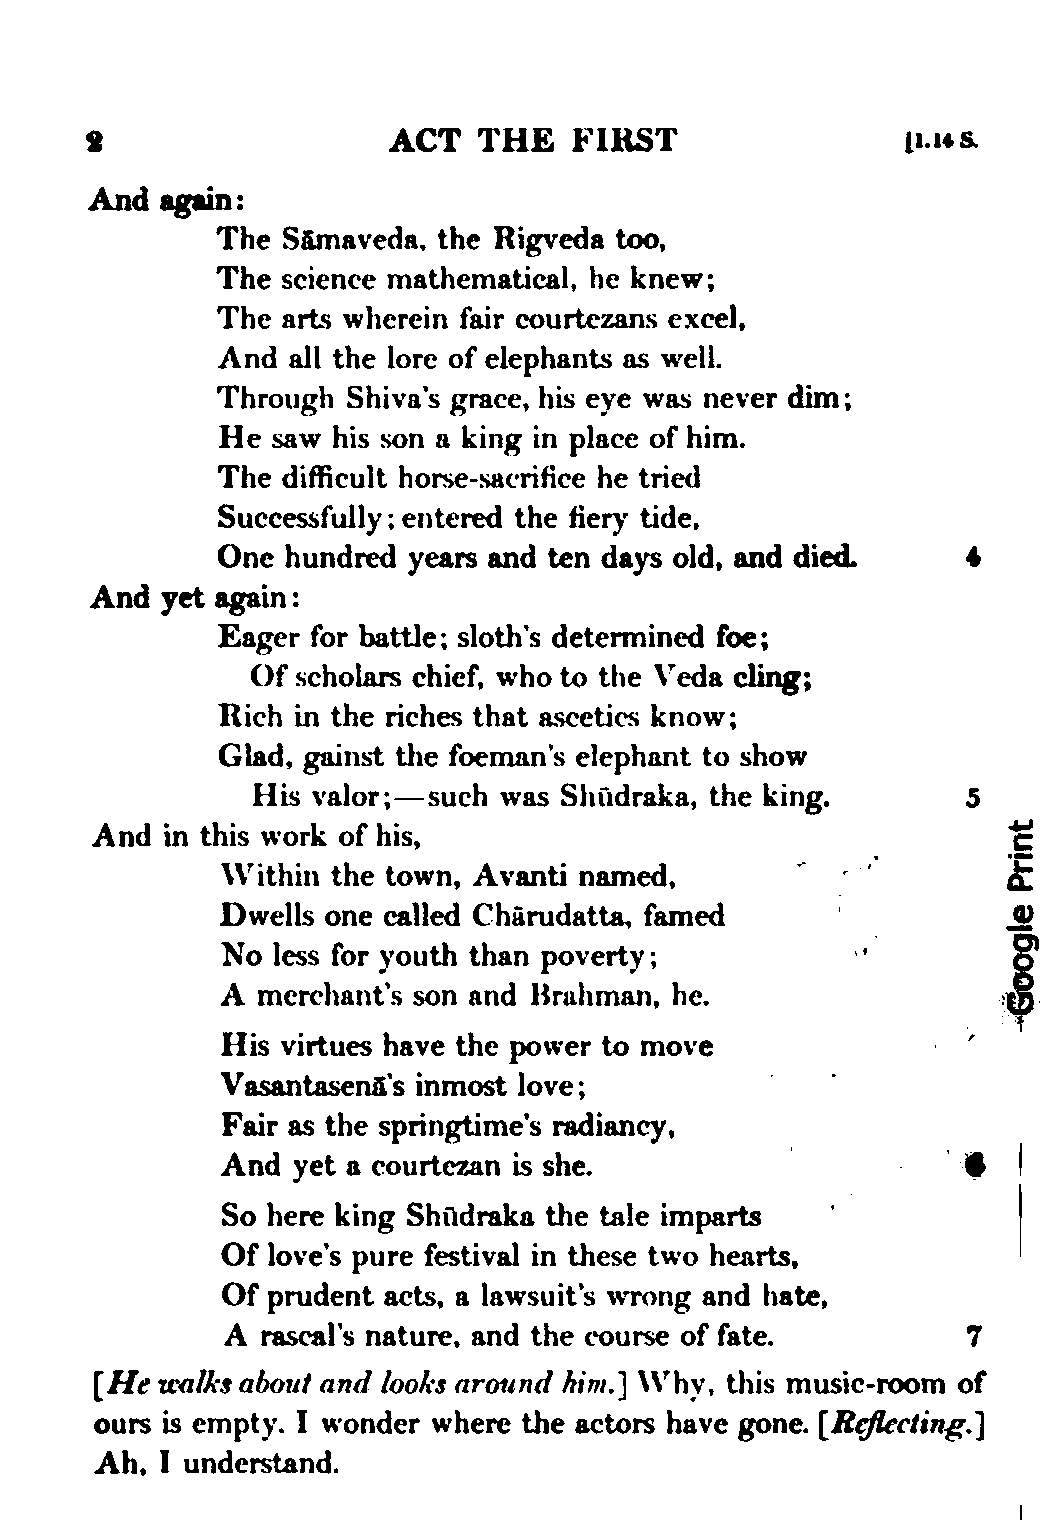 2 ACT THE FIRST [1.14 S.
And again:
The Sāmaveda, the Rigveda too,
The science mathematical, he knew;
The arts wherein fair courtezans excel,
And all the lore of elephants as well.
Through Shiva's grace, his eye was never dim;
He saw his son a king in place of him.
The difficult horse-sacrifice he tried
Successfully; entered the fiery tide,
One hundred years and ten days old, and died. 4
And yet again:
Eager for battle; sloth's determined foe;
Of scholars chief, who to the Veda cling;
Rich in the riches that ascetics know;
Glad, gainst the foeman's elephant to show
His valor;—such was Shūdraka, the king. 5
And in this work of his,
Within the town, Avanti named,
Dwells one called Chārudatta, famed
No less for youth than poverty;
A merchant's son and Brahman, he.
His virtues have the power to move
Vasantasenā's inmost love;
Fair as the springtime's radiancy,
And yet a courtezan is she. 6
So here king Shūdraka the tale imparts
Of love's pure festival in these two hearts,
Of prudent acts, a lawsuit's wrong and hate,
A rascal's nature, and the course of fate. 7
[He walks about and looks around him.] Why, this music-room of
ours is empty. I wonder where the actors have gone. [Reflecting.]
Ah, I understand.
Google Print